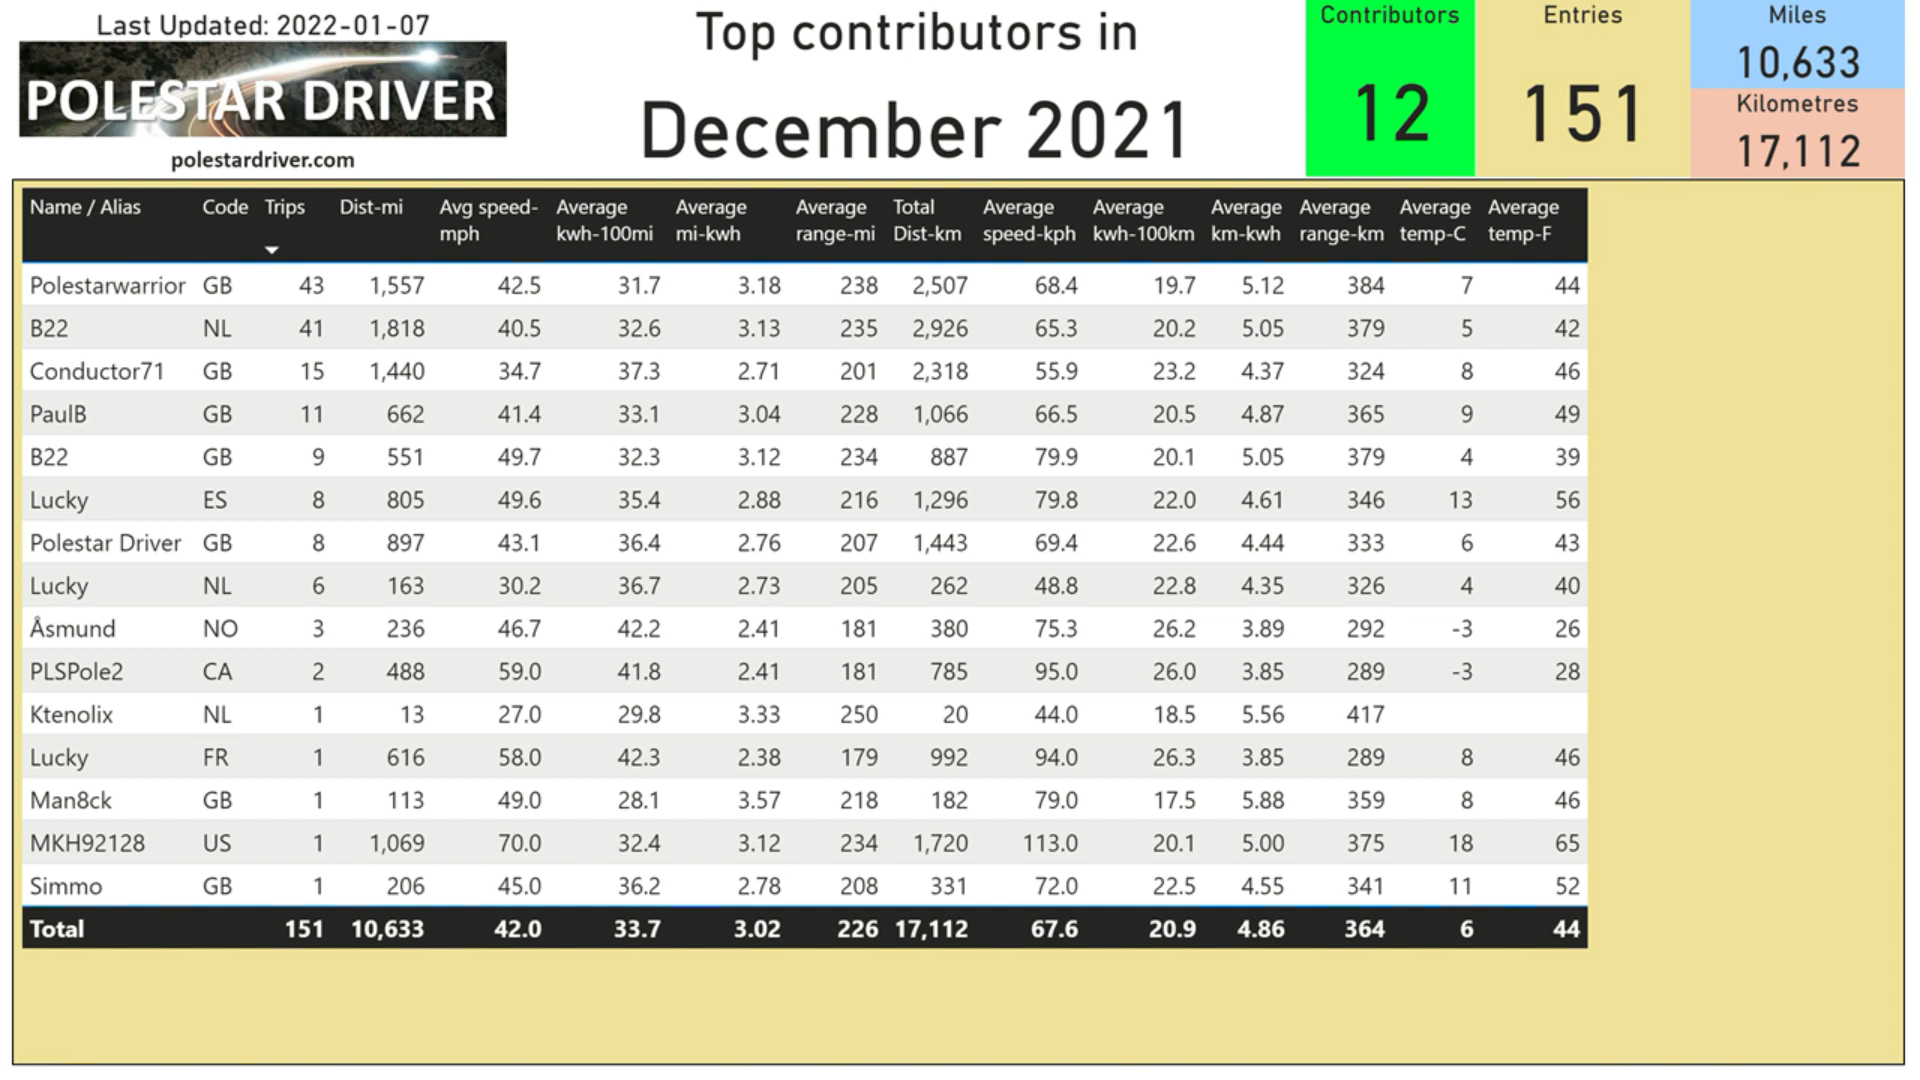 Last Updated: 2022-01-07
POLESTAR DRIVER
polestardriver.com
Top contributors in
December 2021
Contributors
12
Entries
151
Miles
10,633
Kilometres
17,112
Name / Alias Code Trips Dist-mi Avg speed-mph Average kwh-100mi Average mi-kwh Average range-mi Total Dist-km Average speed-kph Average kwh-100km Average km-kwh Average range-km Average temp-C Average temp-F
Polestarwarrior GB 43 1,557 42.5 31.7 3.18 238 2,507 68.4 19.7 5.12 384 7 44
B22 NL 41 1,818 40.5 32.6 3.13 235 2,926 65.3 20.2 5.05 379 5 42
Conductor71 GB 15 1,440 34.7 37.3 2.71 201 2,318 55.9 23.2 4.37 324 8 46
PaulB GB 11 662 41.4 33.1 3.04 228 1,066 66.5 20.5 4.87 365 9 49
B22 GB 9 551 49.7 32.3 3.12 234 887 79.9 20.1 5.05 379 4 39
Lucky ES 8 805 49.6 35.4 2.88 216 1,296 79.8 22.0 4.61 346 13 56
Polestar Driver GB 8 897 43.1 36.4 2.76 207 1,443 69.4 22.6 4.44 333 6 43
Lucky NL 6 163 30.2 36.7 2.73 205 262 48.8 22.8 4.35 326 4 40
Åsmund NO 3 236 46.7 42.2 2.41 181 380 75.3 26.2 3.89 292 -3 26
PLSPole2 CA 2 488 59.0 41.8 2.41 181 785 95.0 26.0 3.85 289 -3 28
Ktenolix NL 1 13 27.0 29.8 3.33 250 20 44.0 18.5 5.56 417
Lucky FR 1 616 58.0 42.3 2.38 179 992 94.0 26.3 3.85 289 8 46
Man8ck GB 1 113 49.0 28.1 3.57 218 182 79.0 17.5 5.88 359 8 46
MKH92128 US 1 1,069 70.0 32.4 3.12 234 1,720 113.0 20.1 5.00 375 18 65
Simmo GB 1 206 45.0 36.2 2.78 208 331 72.0 22.5 4.55 341 11 52
Total 151 10,633 42.0 33.7 3.02 226 17,112 67.6 20.9 4.86 364 6 44